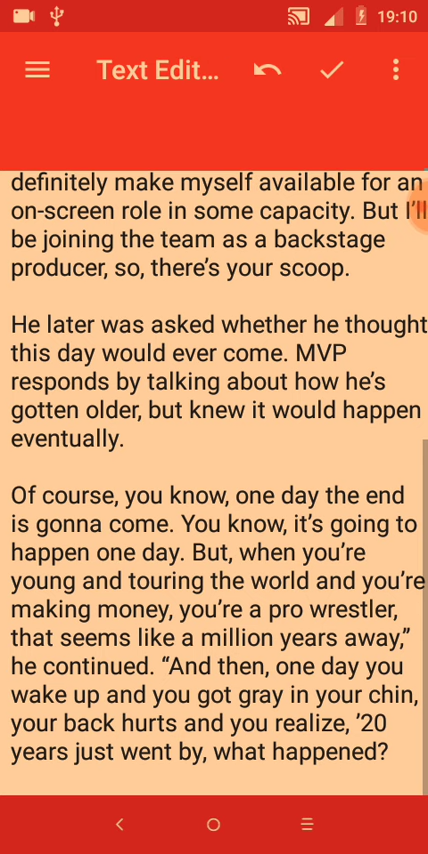 19:10
Text Edit...
definitely make myself available for an
on-screen role in some capacity. But I’ll
be joining the team as a backstage
producer, so, there’s your scoop.
He later was asked whether he thought
this day would ever come. MVP
responds by talking about how he’s
gotten older, but knew it would happen
eventually.
Of course, you know, one day the end
is gonna come. You know, it’s going to
happen one day. But, when you’re
young and touring the world and you’re
making money, you’re a pro wrestler,
that seems like a million years away,”
he continued. “And then, one day you
wake up and you got gray in your chin,
your back hurts and you realize, ’20
years just went by, what happened?